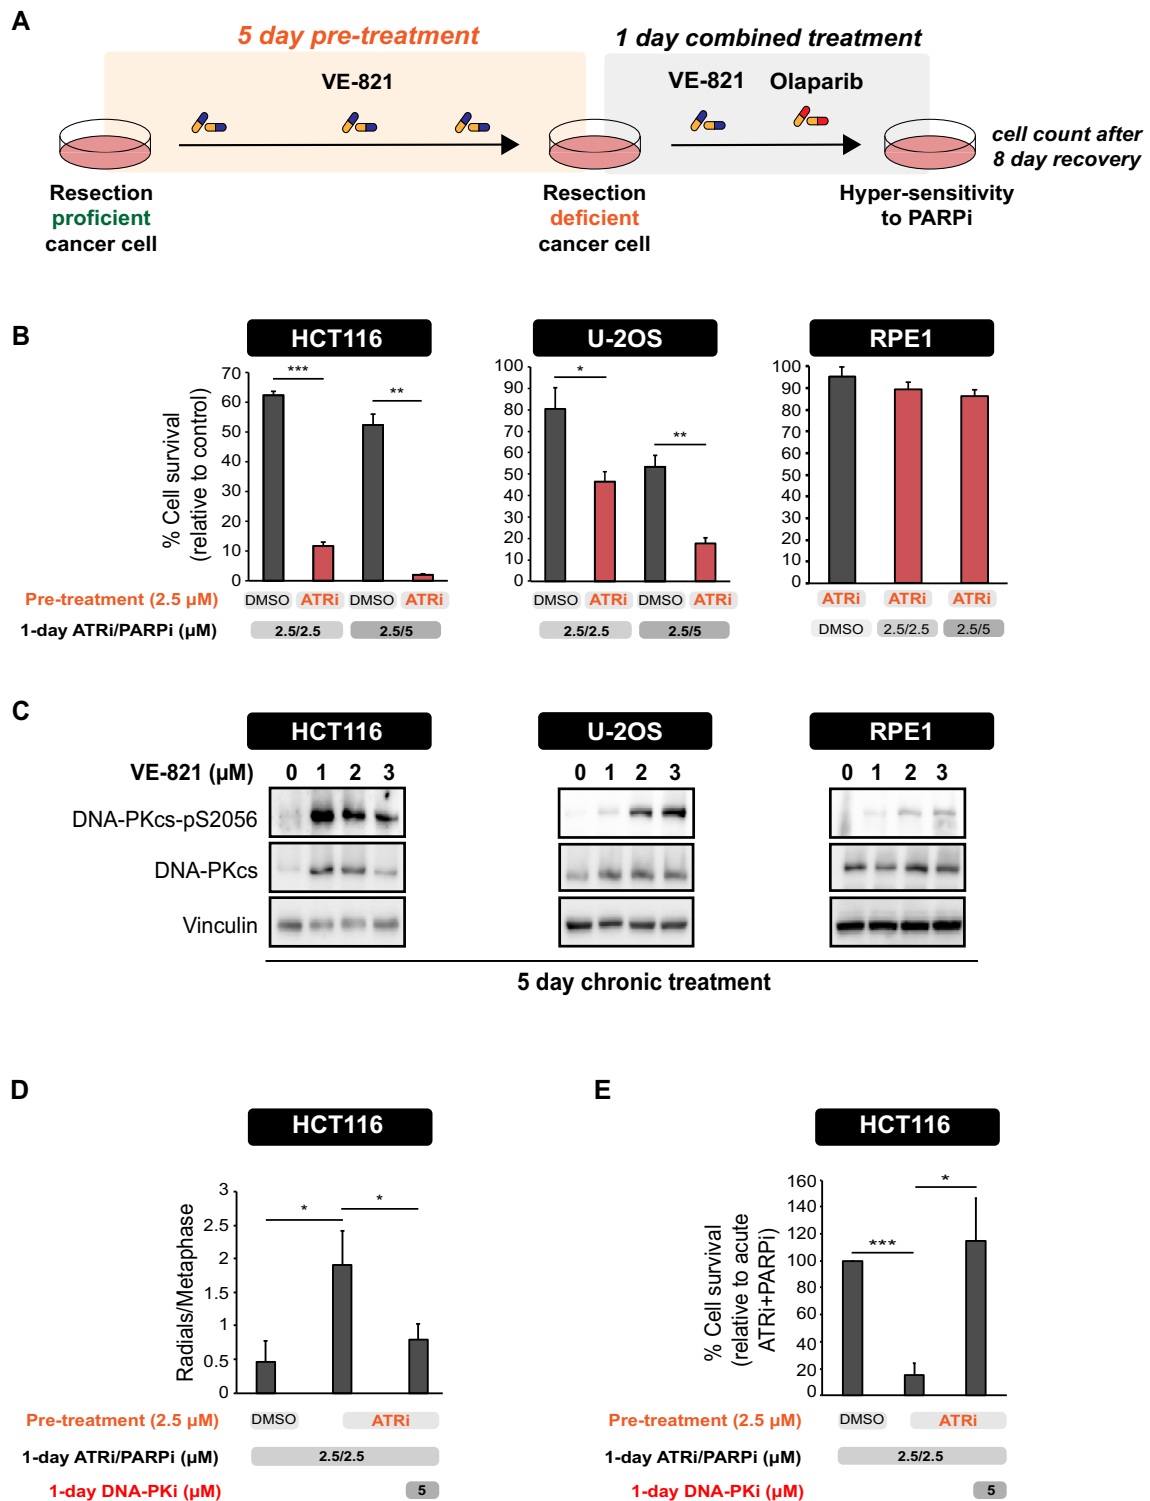 A
5 day pre-treatment
1 day combined treatment
VE-821
VE-821 Olaparib
cell count after
8 day recovery
Resection
proficient
cancer cell
Resection
deficient
cancer cell
Hyper-sensitivity
to PARPi
B
HCT116
U-2OS
RPE1
% Cell survival
(relative to control)
70
60
50
40
30
20
10
0
***
**
100
90
80
70
60
50
40
30
20
10
0
*
**
100
90
80
70
60
50
40
30
20
10
0
Pre-treatment (2.5 µM)
DMSO ATRi DMSO ATRi
DMSO ATRi DMSO ATRi
ATRi ATRi ATRi
1-day ATRi/PARPi (µM)
2.5/2.5 2.5/5
2.5/2.5 2.5/5
DMSO 2.5/2.5 2.5/5
C
HCT116
U-2OS
RPE1
VE-821 (µM)
0 1 2 3
0 1 2 3
0 1 2 3
DNA-PKcs-pS2056
DNA-PKcs
Vinculin
5 day chronic treatment
D
HCT116
Radials/Metaphase
3
2.5
2
1.5
1
0.5
0
*
*
Pre-treatment (2.5 µM)
DMSO ATRi
1-day ATRi/PARPi (µM)
2.5/2.5
1-day DNA-PKi (µM)
5
E
HCT116
% Cell survival
(relative to acute
ATRi+PARPi)
160
140
120
100
80
60
40
20
0
***
*
Pre-treatment (2.5 µM)
DMSO ATRi
1-day ATRi/PARPi (µM)
2.5/2.5
1-day DNA-PKi (µM)
5